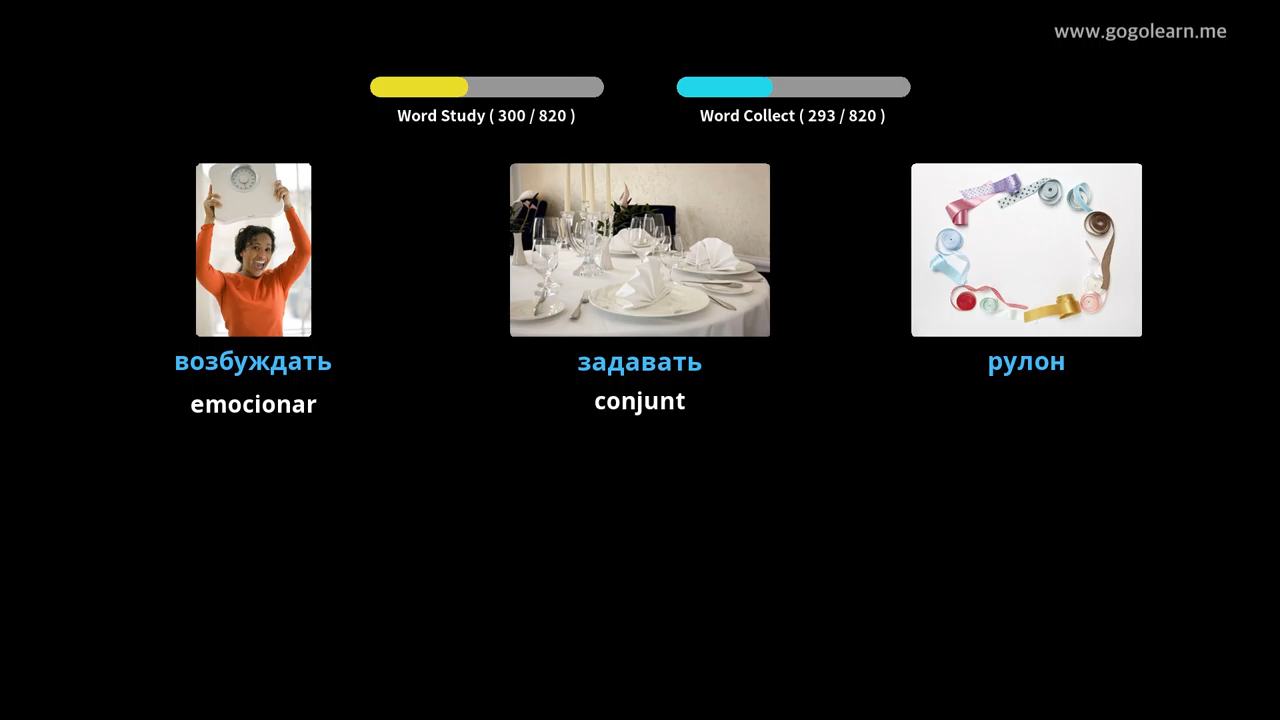 www.gogolearn.me
Word Study ( 300 / 820 )
Word Collect ( 293 / 820 )
возбуждать
emocionar
задавать
conjunt
рулон